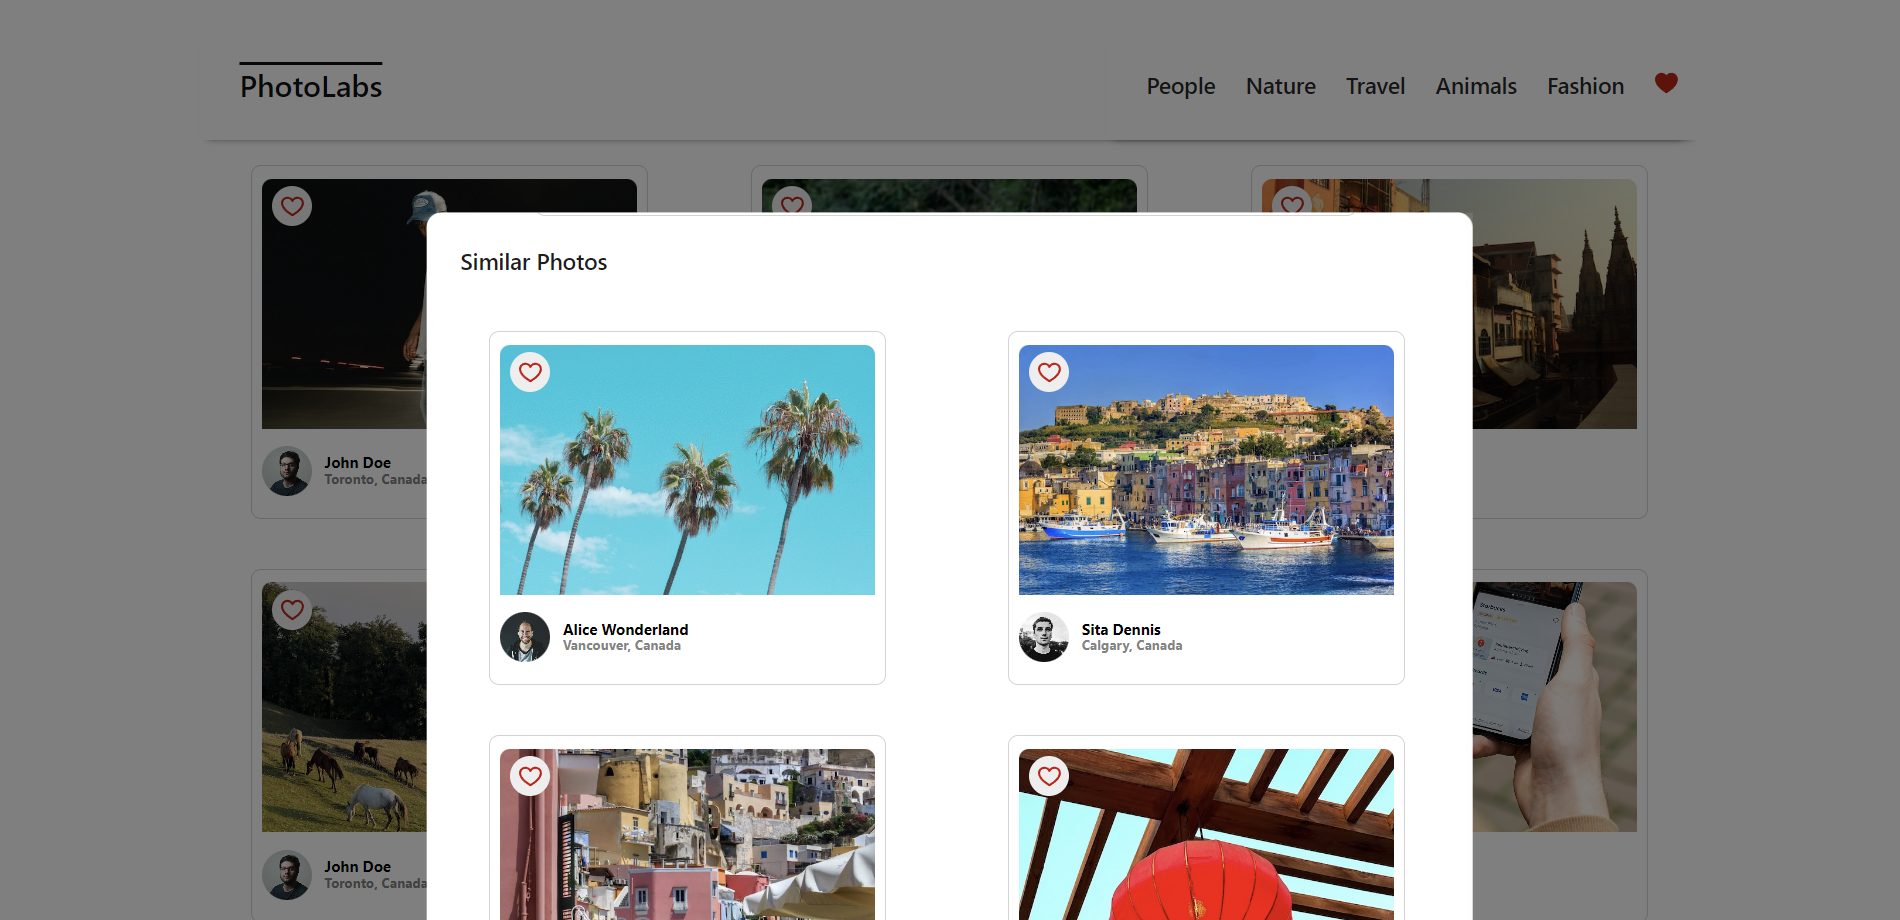 PhotoLabs
People Nature Travel Animals Fashion
Similar Photos
John Doe
Toronto, Canada
Alice Wonderland
Vancouver, Canada
Sita Dennis
Calgary, Canada
John Doe
Toronto, Canada